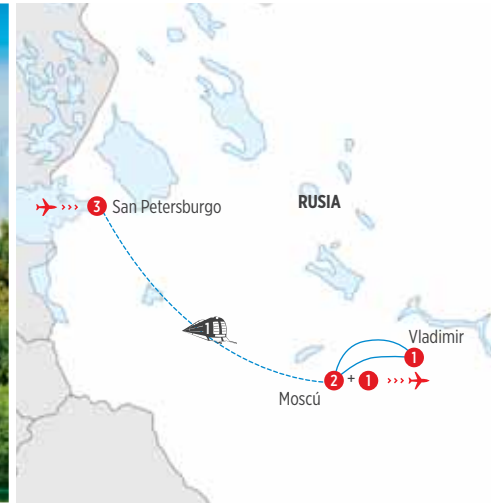 RUSIA
3 San Petersburgo
1
Vladimir
1
2 + 1
Moscú